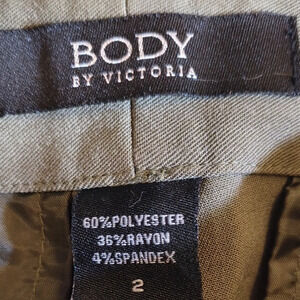 BODY
BY VICTORIA
60%POLYESTER
36%RAYON
4%SPANDEX
2